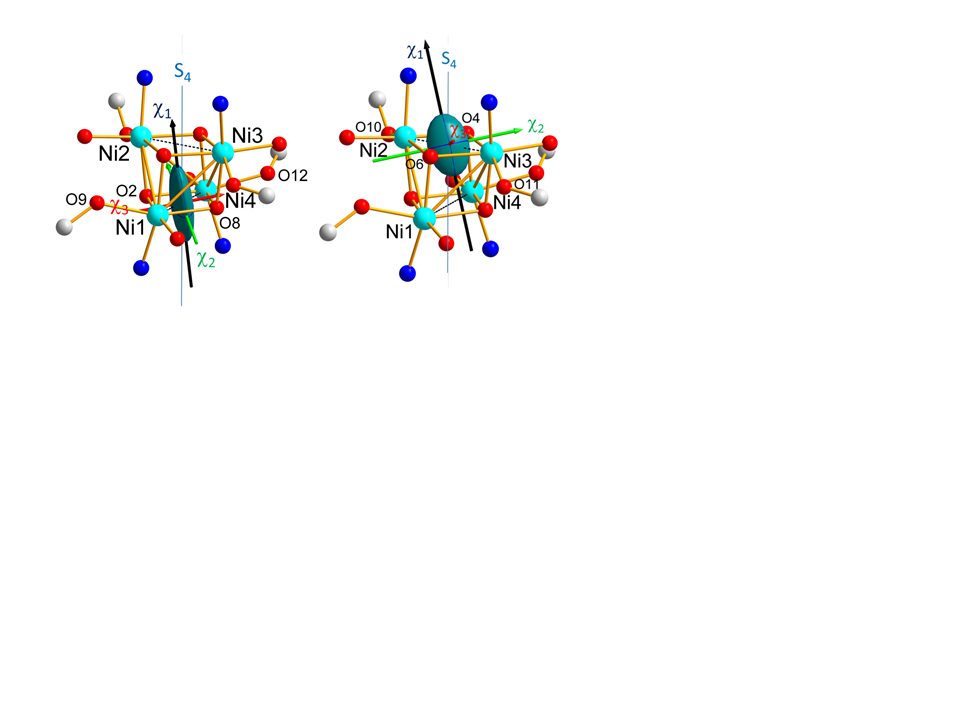 S4
χ1
Ni3
Ni2
O12
O2
O9
Ni4
χ3
O8
Ni1
χ2
χ1
S4
O4
χ2
O10
χ3
Ni2
Ni3
O6
O11
Ni4
Ni1